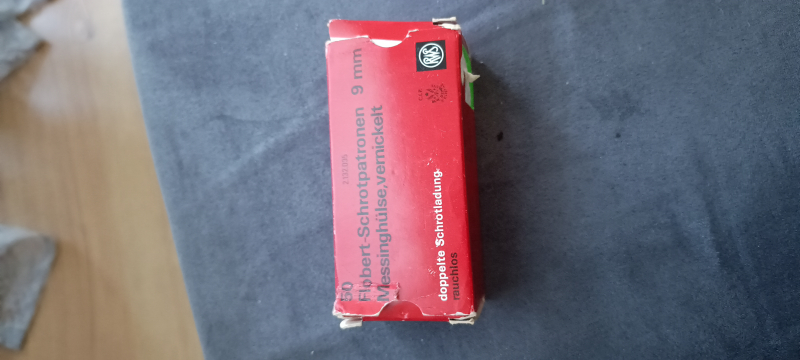 50
Flobert-Schrotpatronen 9 mm
Messinghülse,vernickelt
doppelte Schrotladung
rauchlos
RWS